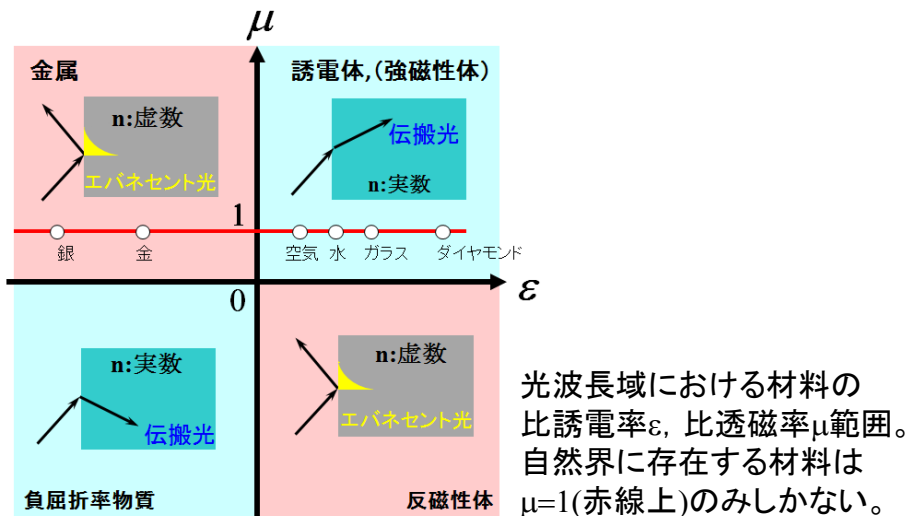 μ
金属
誘電体,(強磁性体)
n:虚数
エバネセント光
伝搬光
n:実数
1
銀
金
空気
水
ガラス
ダイヤモンド
0
ε
n:実数
伝搬光
n:虚数
エバネセント光
負屈折率物質
反磁性体
光波長域における材料の
比誘電率ε, 比透磁率μ範囲。
自然界に存在する材料は
μ=1(赤線上)のみしかない。